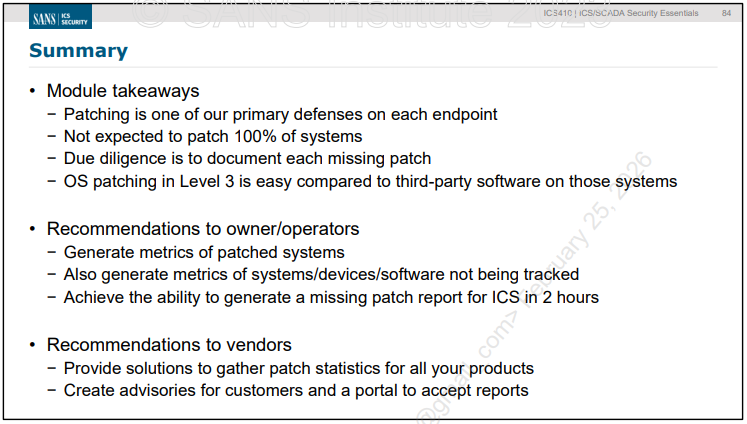 © SANS Institute 2026
SANS | ICS SECURITY
ICS410 | ICS/SCADA Security Essentials 84
Summary
• Module takeaways
− Patching is one of our primary defenses on each endpoint
− Not expected to patch 100% of systems
− Due diligence is to document each missing patch
− OS patching in Level 3 is easy compared to third-party software on those systems
• Recommendations to owner/operators
− Generate metrics of patched systems
− Also generate metrics of systems/devices/software not being tracked
− Achieve the ability to generate a missing patch report for ICS in 2 hours
• Recommendations to vendors
− Provide solutions to gather patch statistics for all your products
− Create advisories for customers and a portal to accept reports
com> February 25, 2026